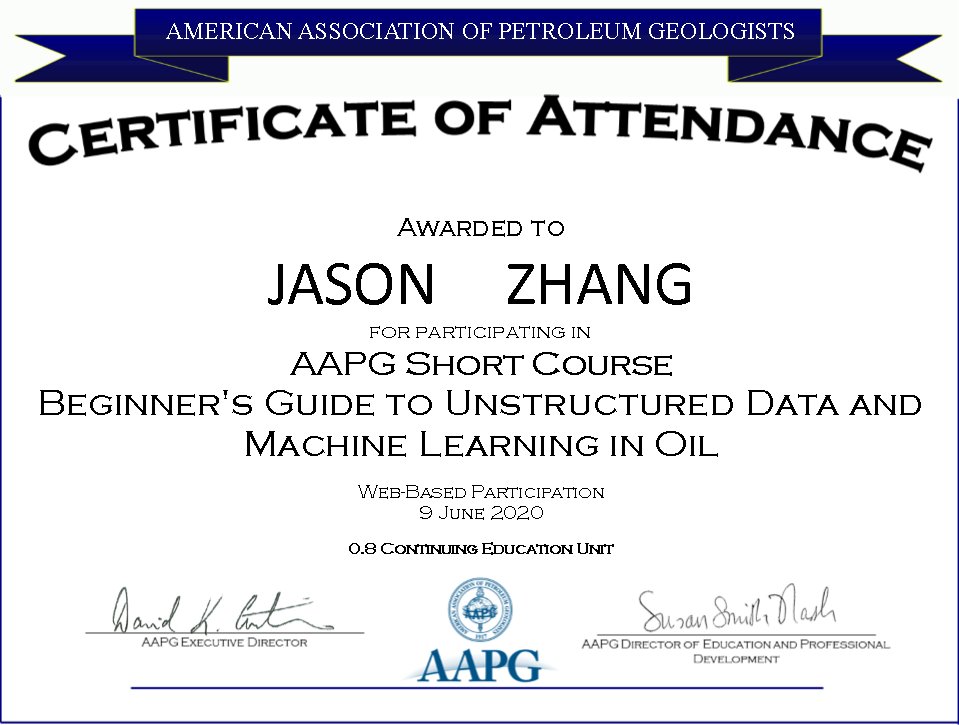 AMERICAN ASSOCIATION OF PETROLEUM GEOLOGISTS
CERTIFICATE OF ATTENDANCE
AWARDED TO
JASON ZHANG
FOR PARTICIPATING IN
AAPG SHORT COURSE
BEGINNER'S GUIDE TO UNSTRUCTURED DATA AND
MACHINE LEARNING IN OIL
WEB-BASED PARTICIPATION
9 JUNE 2020
0.8 CONTINUING EDUCATION UNIT
David K. Curtiss
AAPG EXECUTIVE DIRECTOR
AMERICAN ASSOCIATION OF PETROLEUM GEOLOGISTS
AAPG
1917
AAPG
Susan Smith Nash
AAPG DIRECTOR OF EDUCATION AND PROFESSIONAL
DEVELOPMENT